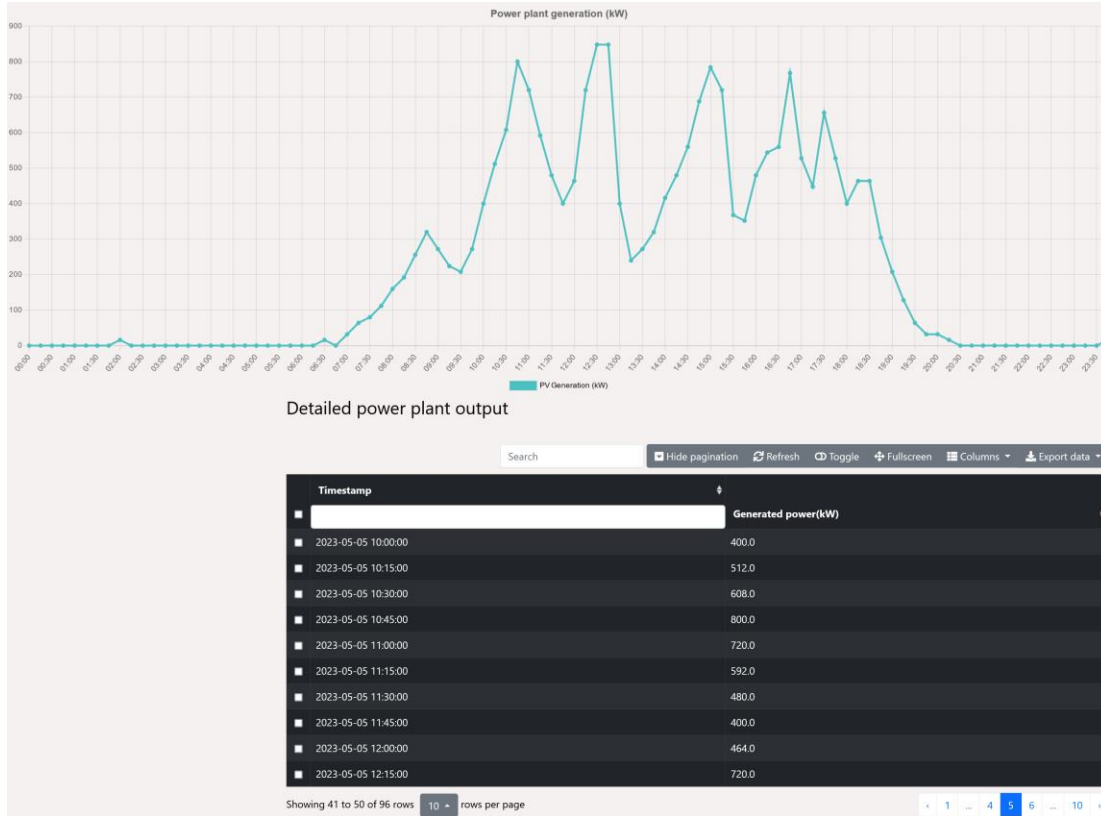 Power plant generation (kW)
900
800
700
600
500
400
300
200
100
0
00:00 00:30 01:00 01:30 02:00 02:30 03:00 03:30 04:00 04:30 05:00 05:30 06:00 06:30 07:00 07:30 08:00 08:30 09:00 09:30 10:00 10:30 11:00 11:30 12:00 12:30 13:00 13:30 14:00 14:30 15:00 15:30 16:00 16:30 17:00 17:30 18:00 18:30 19:00 19:30 20:00 20:30 21:00 21:30 22:00 22:30 23:00 23:30
PV Generation (kW)
Detailed power plant output
Search Hide pagination Refresh Toggle Fullscreen Columns Export data
Timestamp
Generated power(kW)
2023-05-05 10:00:00 400.0
2023-05-05 10:15:00 512.0
2023-05-05 10:30:00 608.0
2023-05-05 10:45:00 800.0
2023-05-05 11:00:00 720.0
2023-05-05 11:15:00 592.0
2023-05-05 11:30:00 480.0
2023-05-05 11:45:00 400.0
2023-05-05 12:00:00 464.0
2023-05-05 12:15:00 720.0
Showing 41 to 50 of 96 rows 10 rows per page ‹ 1 ... 4 5 6 ... 10